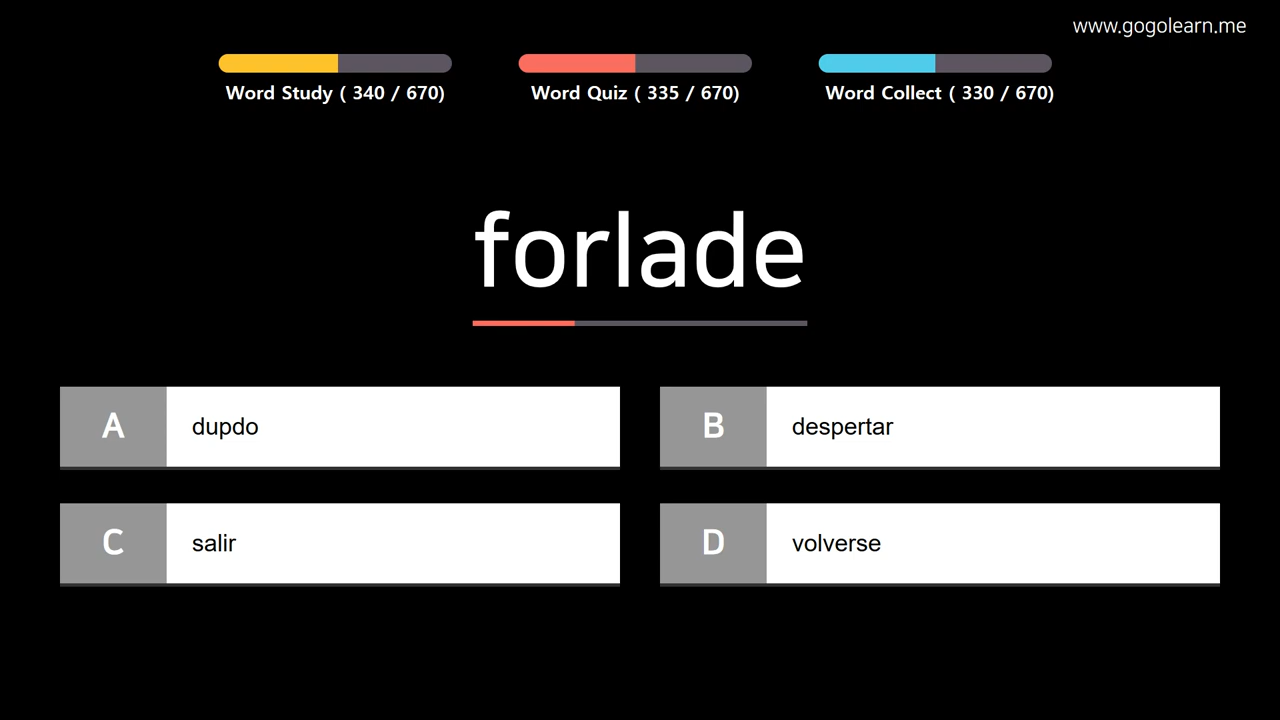 www.gogolearn.me
Word Study ( 340 / 670)
Word Quiz ( 335 / 670)
Word Collect ( 330 / 670)
forlade
A dupdo
B despertar
C salir
D volverse